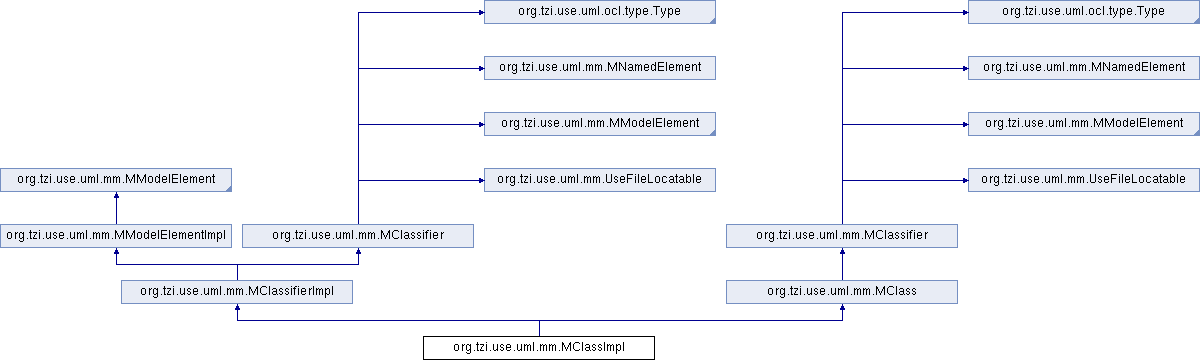 org.tzi.use.uml.ocl.type.Type
org.tzi.use.uml.ocl.type.Type
org.tzi.use.uml.mm.MNamedElement
org.tzi.use.uml.mm.MNamedElement
org.tzi.use.uml.mm.MModelElement
org.tzi.use.uml.mm.MModelElement
org.tzi.use.uml.mm.MModelElement
org.tzi.use.uml.mm.UseFileLocatable
org.tzi.use.uml.mm.UseFileLocatable
org.tzi.use.uml.mm.MModelElementImpl
org.tzi.use.uml.mm.MClassifier
org.tzi.use.uml.mm.MClassifier
org.tzi.use.uml.mm.MClassifierImpl
org.tzi.use.uml.mm.MClass
org.tzi.use.uml.mm.MClassImpl